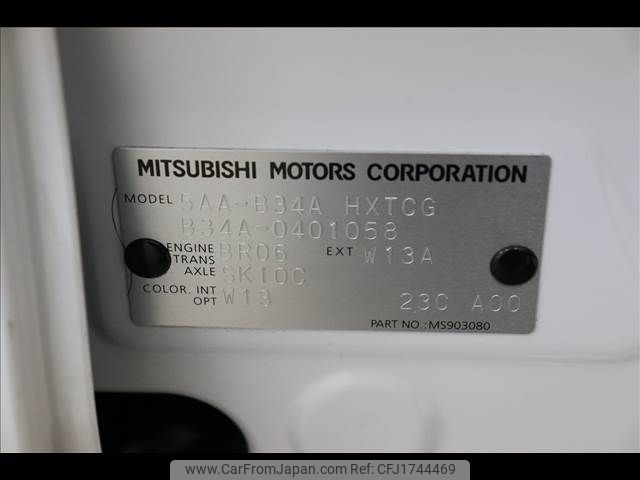 MITSUBISHI MOTORS CORPORATION
MODEL 5AA-B34A HXTCG
B34A-0401058
ENGINE BR06 EXT W13A
TRANS
AXLE SK10C
COLOR, INT W13
OPT 23C A00
PART NO.:MS903080
www.CarFromJapan.com | ID: CFJ1744469